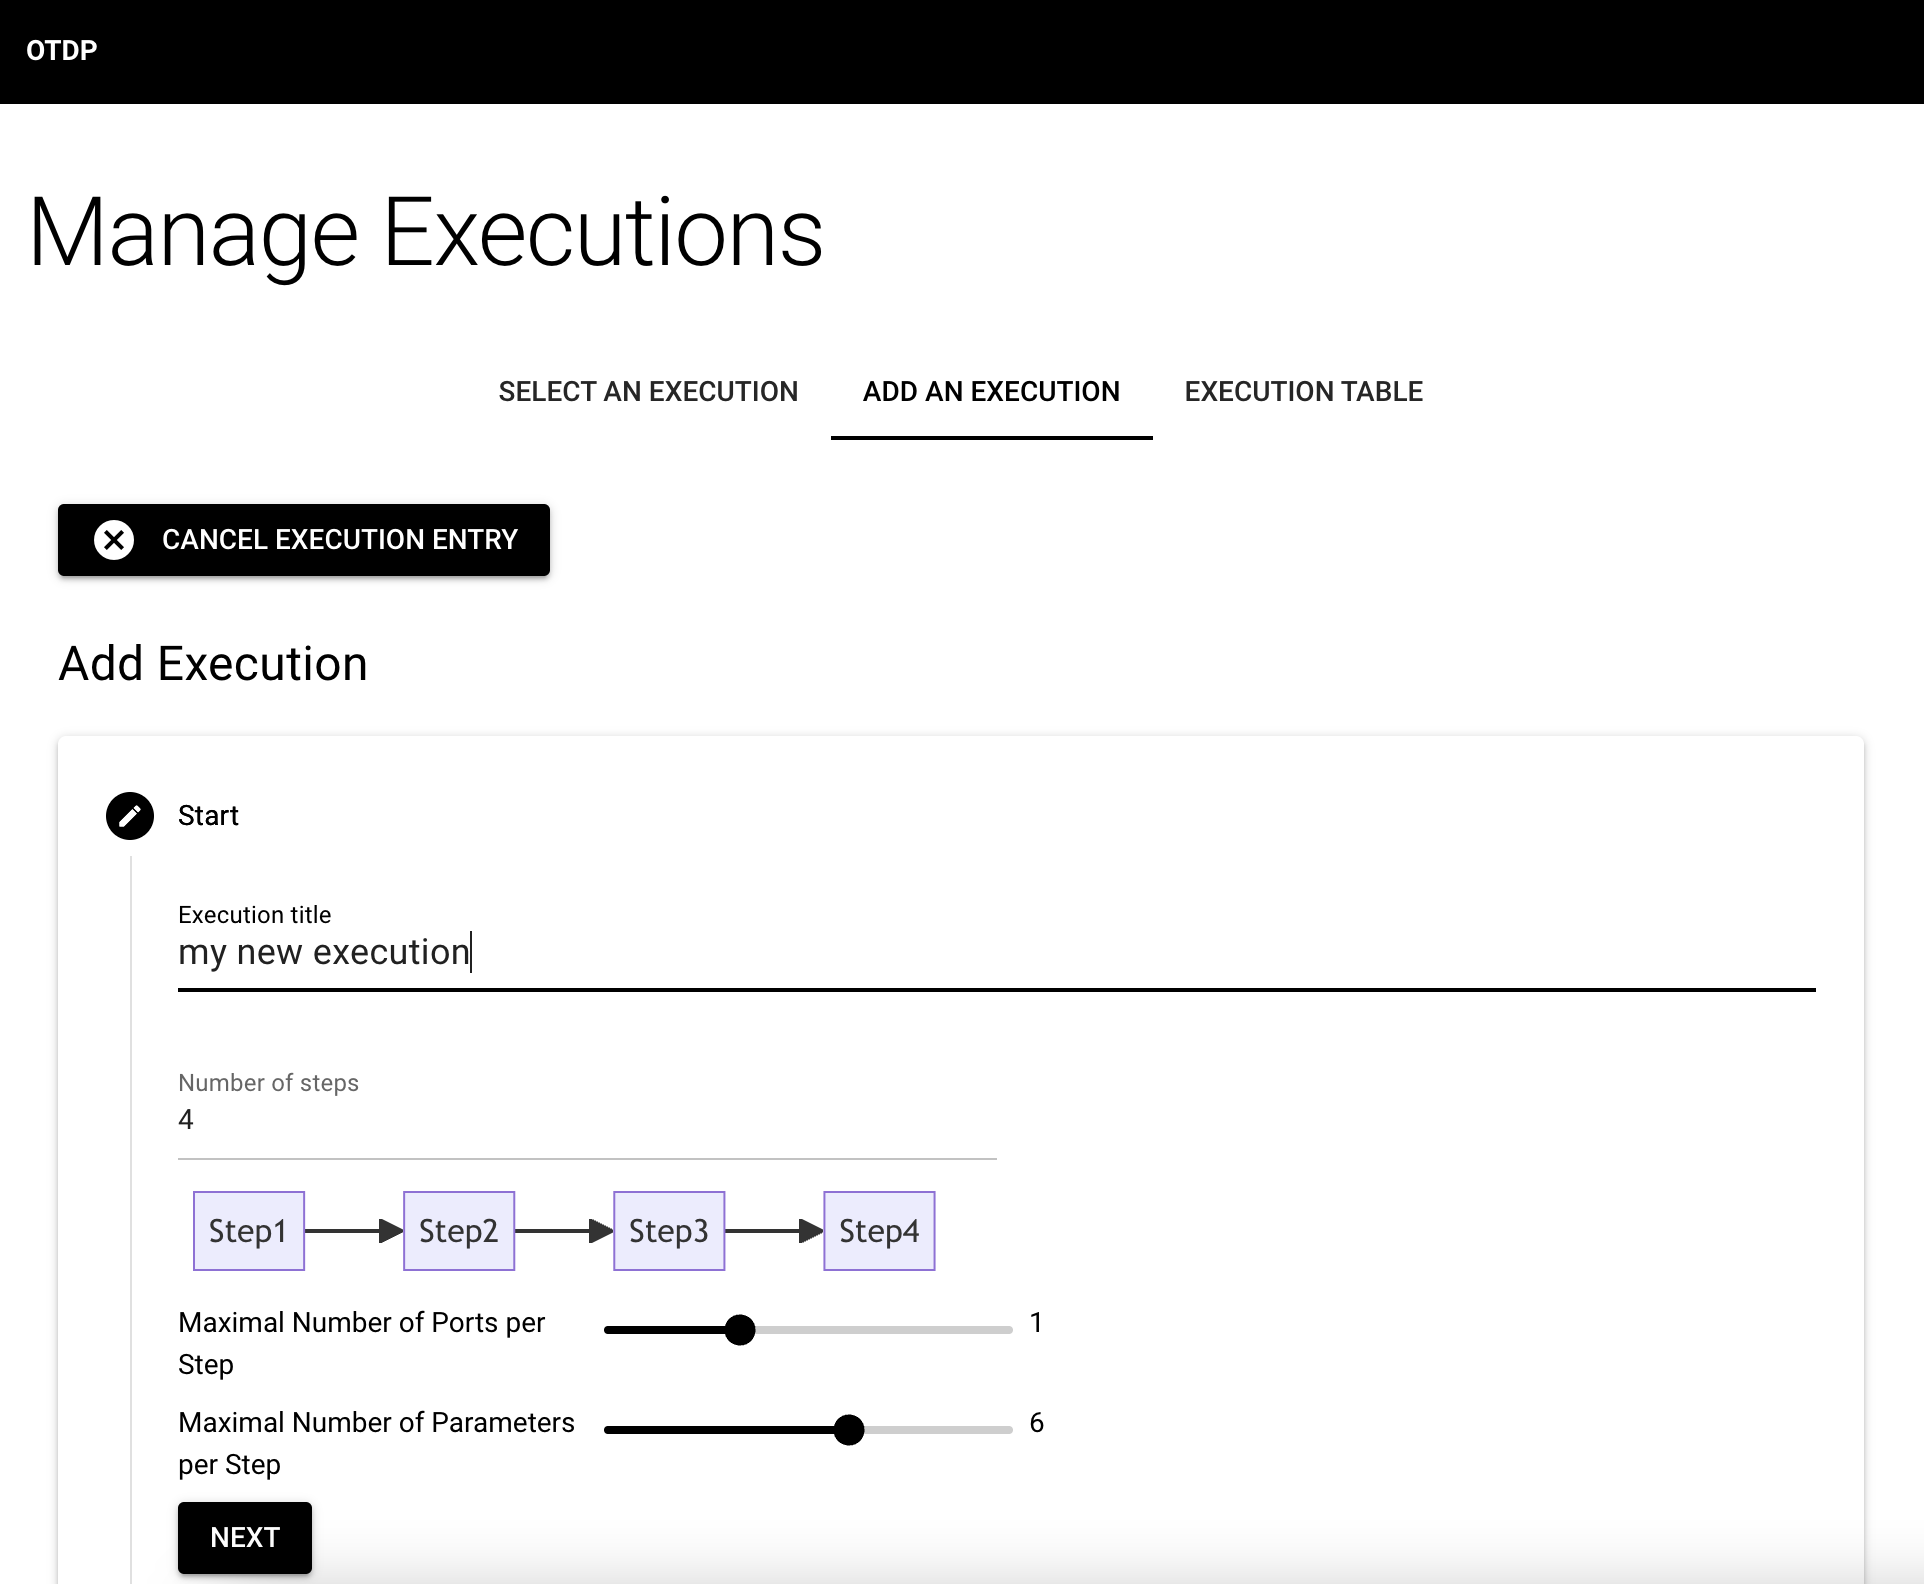 OTDP
Manage Executions
SELECT AN EXECUTION
ADD AN EXECUTION
EXECUTION TABLE
CANCEL EXECUTION ENTRY
Add Execution
Start
Execution title
my new execution
Number of steps
4
Step1
Step2
Step3
Step4
Maximal Number of Ports per
Step
1
Maximal Number of Parameters
per Step
6
NEXT